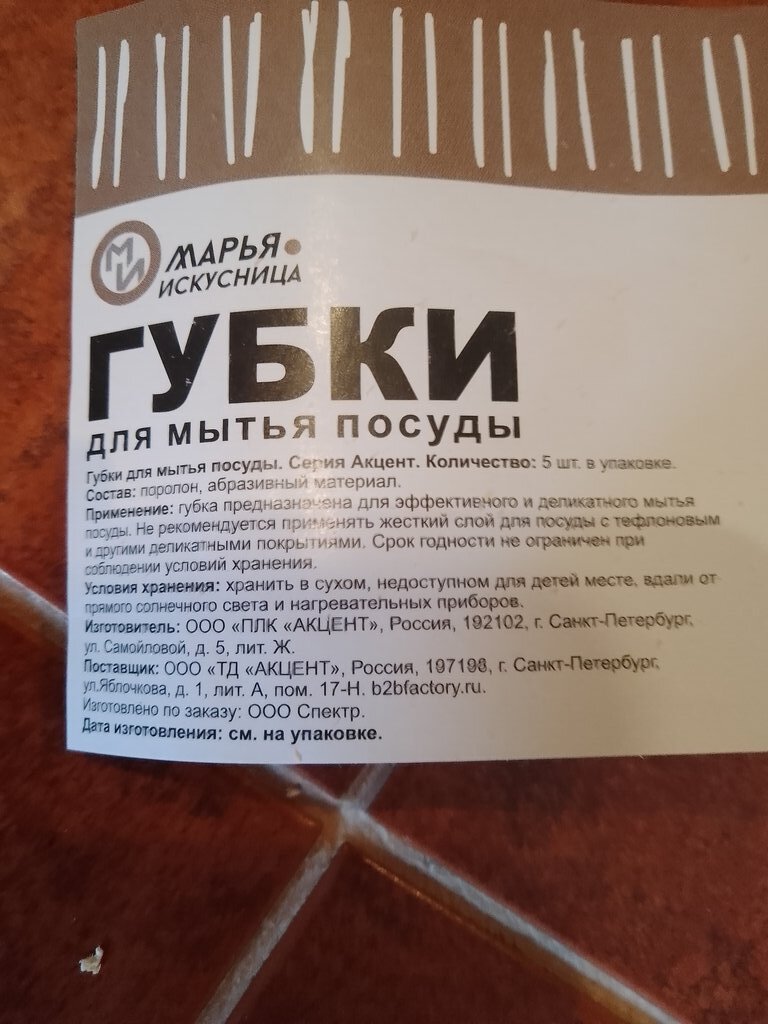 МИ
МАРЬЯ
ИСКУСНИЦА
ГУБКИ
ДЛЯ МЫТЬЯ ПОСУДЫ
Губки для мытья посуды. Серия Акцент. Количество: 5 шт. в упаковке.
Состав: поролон, абразивный материал.
Применение: губка предназначена для эффективного и деликатного мытья
посуды. Не рекомендуется применять жесткий слой для посуды с тефлоновым
и другими деликатными покрытиями. Срок годности не ограничен при
соблюдении условий хранения.
Условия хранения: хранить в сухом, недоступном для детей месте, вдали от
прямого солнечного света и нагревательных приборов.
Изготовитель: ООО «ПЛК «АКЦЕНТ», Россия, 192102, г. Санкт-Петербург,
ул. Самойловой, д. 5, лит. Ж.
Поставщик: ООО «ТД «АКЦЕНТ», Россия, 197198, г. Санкт-Петербург,
ул.Яблочкова, д. 1, лит. А, пом. 17-Н. b2bfactory.ru.
Изготовлено по заказу: ООО Спектр.
Дата изготовления: см. на упаковке.